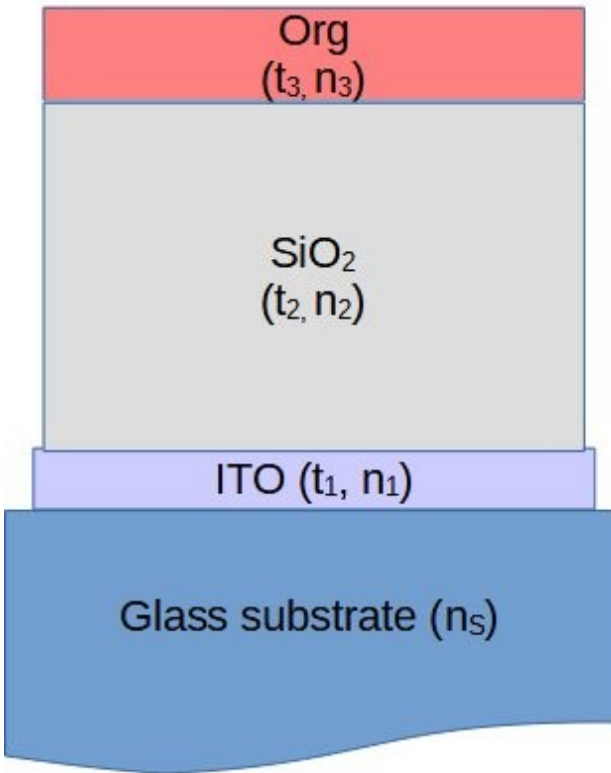 Org
(t₃, n₃)
SiO₂
(t₂, n₂)
ITO (t₁, n₁)
Glass substrate (nₛ)